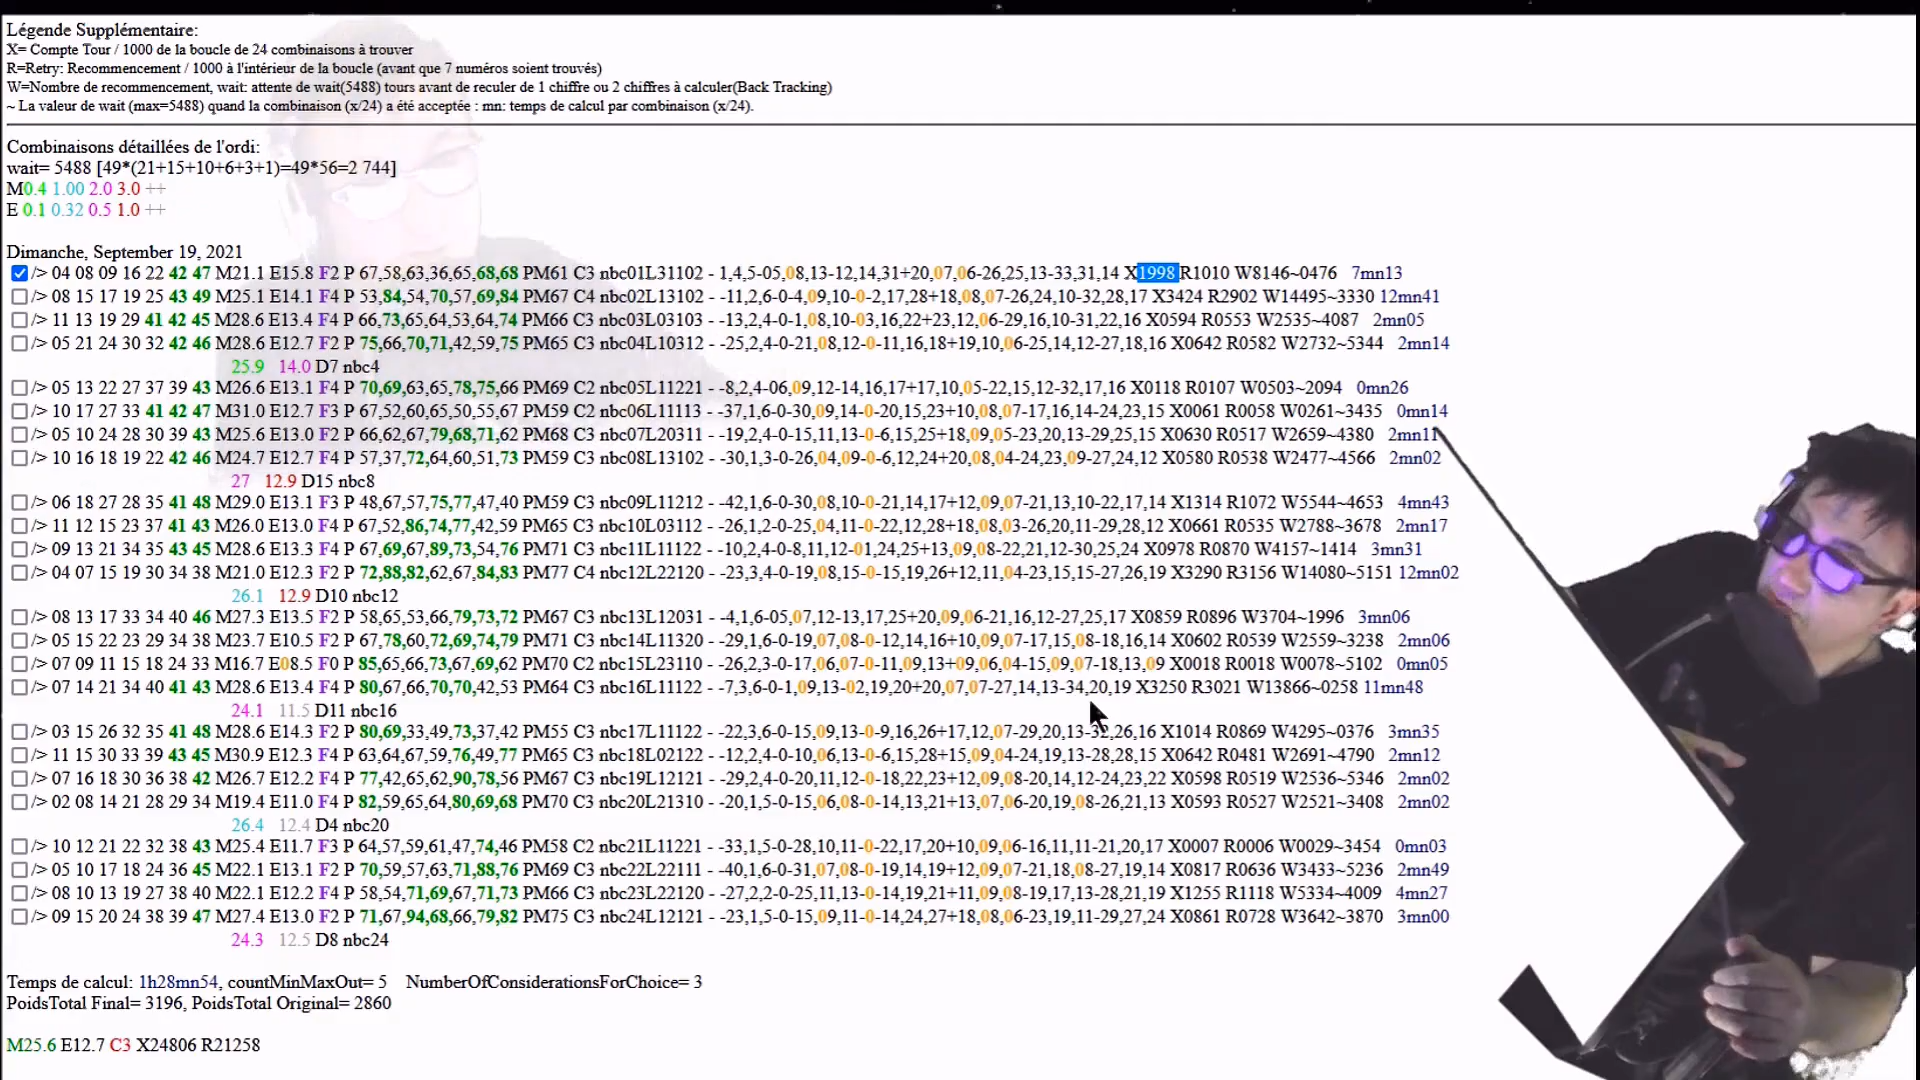 Légende Supplémentaire:
X= Compte Tour / 1000 de la boucle de 24 combinaisons à trouver
R=Retry: Recommencement / 1000 à l'intérieur de la boucle (avant que 7 numéros soient trouvés)
W=Nombre de recommencement, wait: attente de wait(5488) tours avant de reculer de 1 chiffre ou 2 chiffres à calculer(Back Tracking)
~ La valeur de wait (max=5488) quand la combinaison (x/24) a été acceptée : mn: temps de calcul par combinaison (x/24).
Combinaisons détaillées de l'ordi:
wait= 5488 [49*(21+15+10+6+3+1)=49*56=2 744]
M0.4 1.00 2.0 3.0 ++
E 0.1 0.32 0.5 1.0 ++
Dimanche, September 19, 2021
/> 04 08 09 16 22 42 47 M21.1 E15.8 F2 P 67,58,63,36,65,68,68 PM61 C3 nbc01L31102 - 1,4,5-05,08,13-12,14,31+20,07,06-26,25,13-33,31,14 X1998 R1010 W8146~0476 7mn13
/> 08 15 17 19 25 43 49 M25.1 E14.1 F4 P 53,84,54,70,57,69,84 PM67 C4 nbc02L13102 - -11,2,6-0-4,09,10-0-2,17,28+18,08,07-26,24,10-32,28,17 X3424 R2902 W14495~3330 12mn41
/> 11 13 19 29 41 42 45 M28.6 E13.4 F4 P 66,73,65,64,53,64,74 PM66 C3 nbc03L03103 - -13,2,4-0-1,08,10-03,16,22+23,12,06-29,16,10-31,22,16 X0594 R0553 W2535~4087 2mn05
/> 05 21 24 30 32 42 46 M28.6 E12.7 F2 P 75,66,70,71,42,59,75 PM65 C3 nbc04L10312 - -25,2,4-0-21,08,12-0-11,16,18+19,10,06-25,14,12-27,18,16 X0642 R0582 W2732~5344 2mn14
25.9 14.0 D7 nbc4
/> 05 13 22 27 37 39 43 M26.6 E13.1 F4 P 70,69,63,65,78,75,66 PM69 C2 nbc05L11221 - -8,2,4-06,09,12-14,16,17+17,10,05-22,15,12-32,17,16 X0118 R0107 W0503~2094 0mn26
/> 10 17 27 33 41 42 47 M31.0 E12.7 F3 P 67,52,60,65,50,55,67 PM59 C2 nbc06L11113 - -37,1,6-0-30,09,14-0-20,15,23+10,08,07-17,16,14-24,23,15 X0061 R0058 W0261~3435 0mn14
/> 05 10 24 28 30 39 43 M25.6 E13.0 F2 P 66,62,67,79,68,71,62 PM68 C3 nbc07L20311 - -19,2,4-0-15,11,13-0-6,15,25+18,09,05-23,20,13-29,25,15 X0630 R0517 W2659~4380 2mn11
/> 10 16 18 19 22 42 46 M24.7 E12.7 F4 P 57,37,72,64,60,51,73 PM59 C3 nbc08L13102 - -30,1,3-0-26,04,09-0-6,12,24+20,08,04-24,23,09-27,24,12 X0580 R0538 W2477~4566 2mn02
27 12.9 D15 nbc8
/> 06 18 27 28 35 41 48 M29.0 E13.1 F3 P 48,67,57,75,77,47,40 PM59 C3 nbc09L11212 - -42,1,6-0-30,08,10-0-21,14,17+12,09,07-21,13,10-22,17,14 X1314 R1072 W5544~4653 4mn43
/> 11 12 15 23 37 41 43 M26.0 E13.0 F4 P 67,52,86,74,77,42,59 PM65 C3 nbc10L03112 - -26,1,2-0-25,04,11-0-22,12,28+18,08,03-26,20,11-29,28,12 X0661 R0535 W2788~3678 2mn17
/> 09 13 21 34 35 43 45 M28.6 E13.3 F4 P 67,69,67,89,73,54,76 PM71 C3 nbc11L11122 - -10,2,4-0-8,11,12-01,24,25+13,09,08-22,21,12-30,25,24 X0978 R0870 W4157~1414 3mn31
/> 04 07 15 19 30 34 38 M21.0 E12.3 F2 P 72,88,82,62,67,84,83 PM77 C4 nbc12L22120 - -23,3,4-0-19,08,15-0-15,19,26+12,11,04-23,15,15-27,26,19 X3290 R3156 W14080~5151 12mn02
26.1 12.9 D10 nbc12
/> 08 13 17 33 34 40 46 M27.3 E13.5 F2 P 58,65,53,66,79,73,72 PM67 C3 nbc13L12031 - -4,1,6-05,07,12-13,17,25+20,09,06-21,16,12-27,25,17 X0859 R0896 W3704~1996 3mn06
/> 05 15 22 23 29 34 38 M23.7 E10.5 F2 P 67,78,60,72,69,74,79 PM71 C3 nbc14L11320 - -29,1,6-0-19,07,08-0-12,14,16+10,09,07-17,15,08-18,16,14 X0602 R0539 W2559~3238 2mn06
/> 07 09 11 15 18 24 33 M16.7 E08.5 F0 P 85,65,66,73,67,69,62 PM70 C2 nbc15L23110 - -26,2,3-0-17,06,07-0-11,09,13+09,06,04-15,09,07-18,13,09 X0018 R0018 W0078~5102 0mn05
/> 07 14 21 34 40 41 43 M28.6 E13.4 F4 P 80,67,66,70,70,42,53 PM64 C3 nbc16L11122 - -7,3,6-0-1,09,13-02,19,20+20,07,07-27,14,13-34,20,19 X3250 R3021 W13866~0258 11mn48
24.1 11.5 D11 nbc16
/> 03 15 26 32 35 41 48 M28.6 E14.3 F2 P 80,69,33,49,73,37,42 PM55 C3 nbc17L11122 - -22,3,6-0-15,09,13-0-9,16,26+17,12,07-29,20,13-32,26,16 X1014 R0869 W4295~0376 3mn35
/> 11 15 30 33 39 43 45 M30.9 E12.3 F4 P 63,64,67,59,76,49,77 PM65 C3 nbc18L02122 - -12,2,4-0-10,06,13-0-6,15,28+15,09,04-24,19,13-28,28,15 X0642 R0481 W2691~4790 2mn12
/> 07 16 18 30 36 38 42 M26.7 E12.2 F4 P 77,42,65,62,90,78,56 PM67 C3 nbc19L12121 - -29,2,4-0-20,11,12-0-18,22,23+12,09,08-20,14,12-24,23,22 X0598 R0519 W2536~5346 2mn02
/> 02 08 14 21 28 29 34 M19.4 E11.0 F4 P 82,59,65,64,80,69,68 PM70 C3 nbc20L21310 - -20,1,5-0-15,06,08-0-14,13,21+13,07,06-20,19,08-26,21,13 X0593 R0527 W2521~3408 2mn02
26.4 12.4 D4 nbc20
/> 10 12 21 22 32 38 43 M25.4 E11.7 F3 P 64,57,59,61,47,74,46 PM58 C2 nbc21L11221 - -33,1,5-0-28,10,11-0-22,17,20+10,09,06-16,11,11-21,20,17 X0007 R0006 W0029~3454 0mn03
/> 05 10 17 18 24 36 45 M22.1 E13.1 F2 P 70,59,57,63,71,88,76 PM69 C3 nbc22L22111 - -40,1,6-0-31,07,08-0-19,14,19+12,09,07-21,18,08-27,19,14 X0817 R0636 W3433~5236 2mn49
/> 08 10 13 19 27 38 40 M22.1 E12.2 F4 P 58,54,71,69,67,71,73 PM66 C3 nbc23L22120 - -27,2,2-0-25,11,13-0-14,19,21+11,09,08-19,17,13-28,21,19 X1255 R1118 W5334~4009 4mn27
/> 09 15 20 24 38 39 47 M27.4 E13.0 F2 P 71,67,94,68,66,79,82 PM75 C3 nbc24L12121 - -23,1,5-0-15,09,11-0-14,24,27+18,08,06-23,19,11-29,27,24 X0861 R0728 W3642~3870 3mn00
24.3 12.5 D8 nbc24
Temps de calcul: 1h28mn54, countMinMaxOut= 5 NumberOfConsiderationsForChoice= 3
PoidsTotal Final= 3196, PoidsTotal Original= 2860
M25.6 E12.7 C3 X24806 R21258